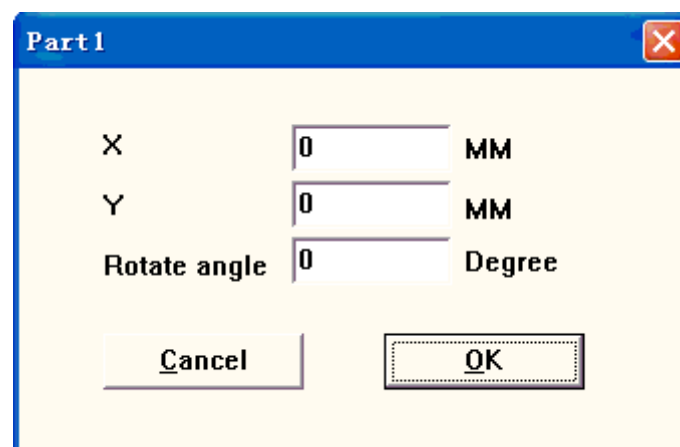 Part1
X 0 MM
Y 0 MM
Rotate angle 0 Degree
Cancel OK